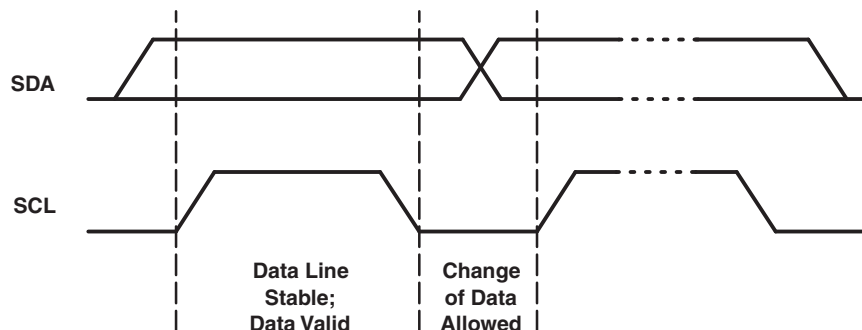 SDA
SCL
Data Line
Stable;
Data Valid
Change
of Data
Allowed